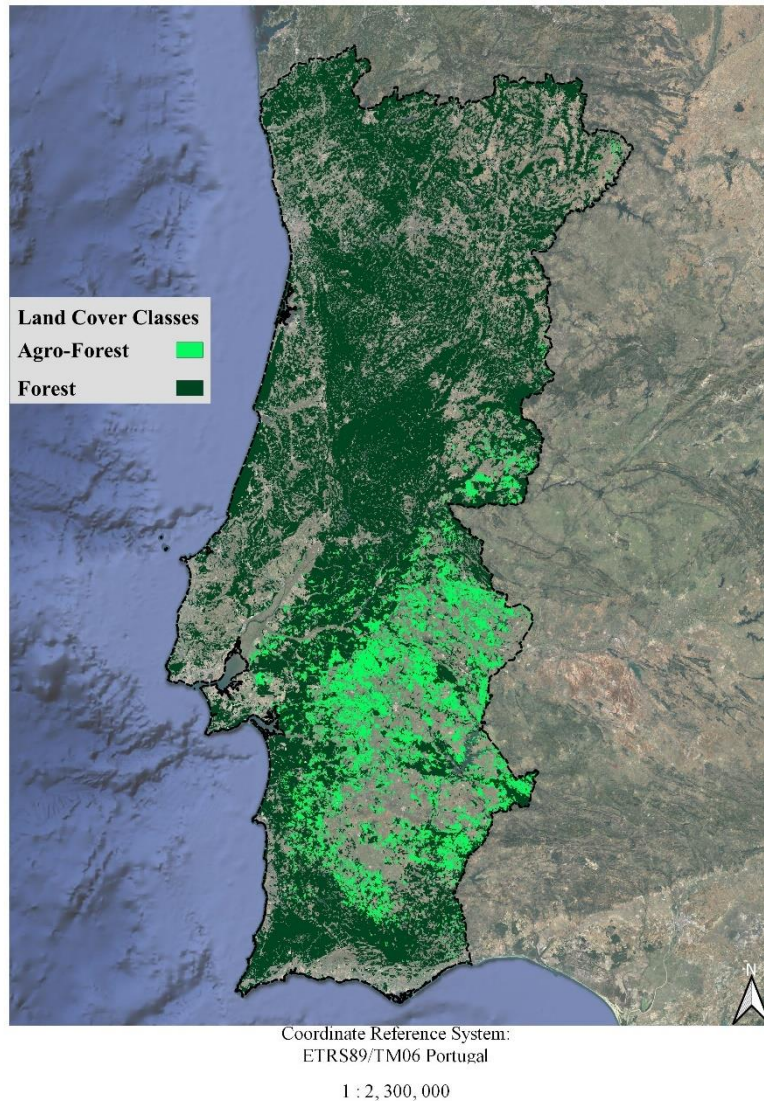 Land Cover Classes
Agro-Forest
Forest
N
Coordinate Reference System:
ETRS89/TM06 Portugal
1 : 2, 300, 000